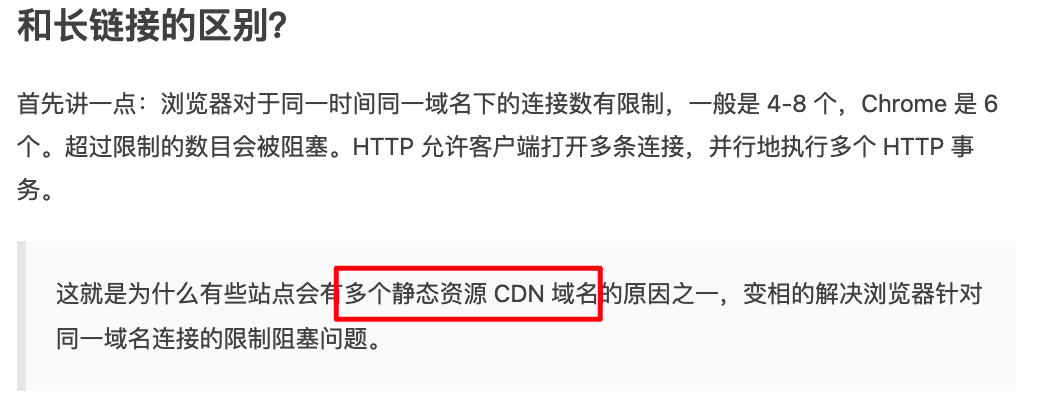 和长链接的区别？
首先讲一点：浏览器对于同一时间同一域名下的连接数有限制，一般是 4-8 个，Chrome 是 6
个。超过限制的数目会被阻塞。HTTP 允许客户端打开多条连接，并行地执行多个 HTTP 事
务。
这就是为什么有些站点会有多个静态资源 CDN 域名的原因之一，变相的解决浏览器针对
同一域名连接的限制阻塞问题。